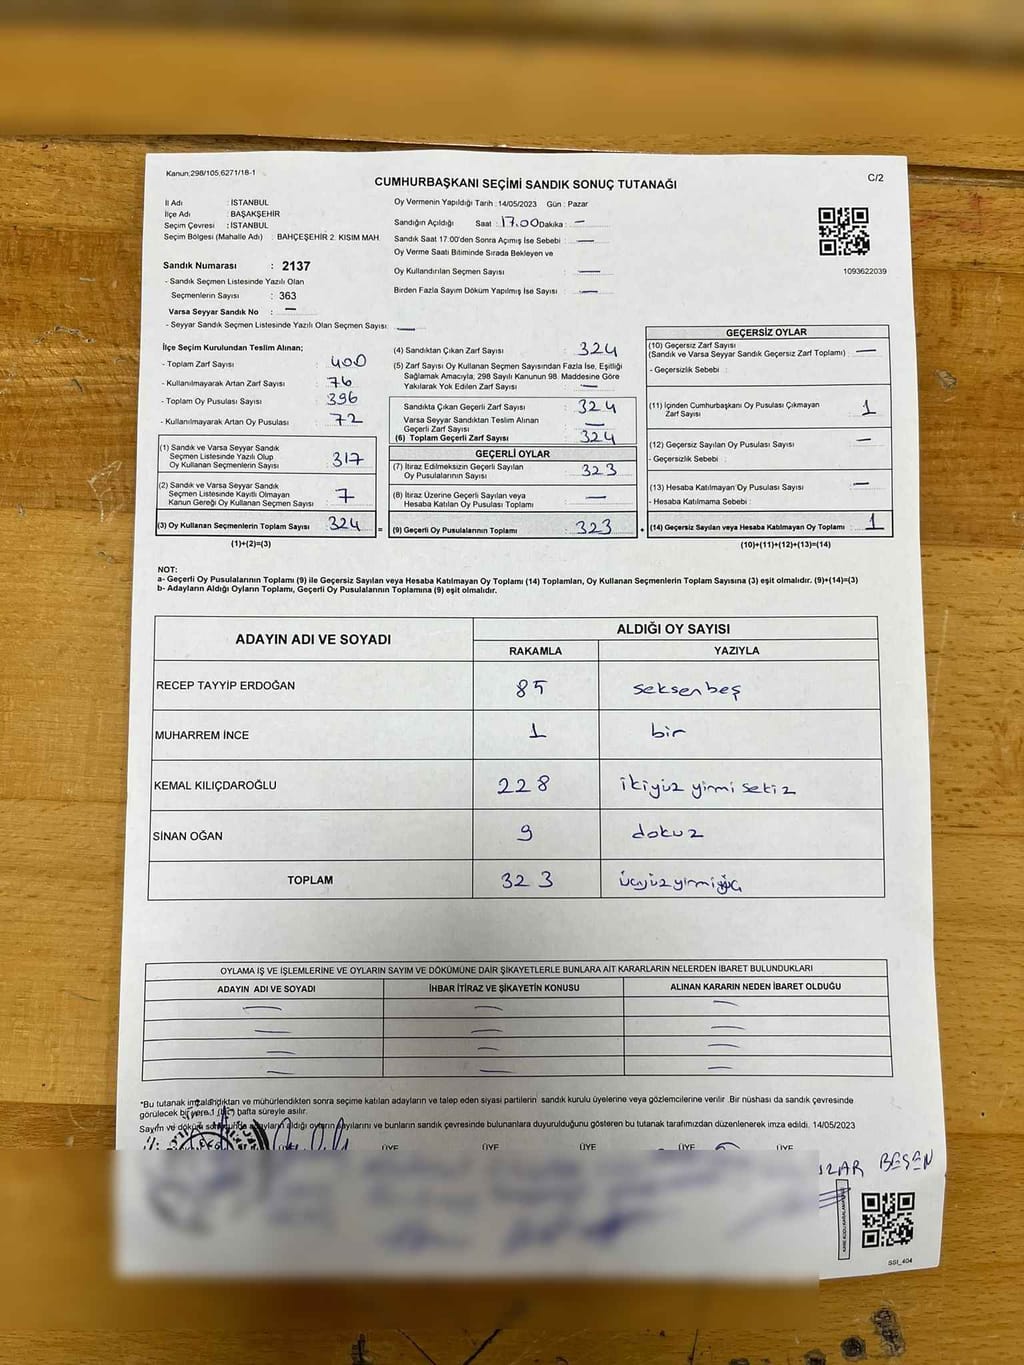 Kanun;298/105,6271/18-1
C/2
CUMHURBAŞKANI SEÇİMİ SANDIK SONUÇ TUTANAĞI
İl Adı : İSTANBUL
İlçe Adı : BAŞAKŞEHİR
Seçim Çevresi : İSTANBUL
Seçim Bölgesi (Mahalle Adı) : BAHÇEŞEHİR 2. KISIM MAH.
Sandık Numarası : 2137
- Sandık Seçmen Listesinde Yazılı Olan
Seçmenlerin Sayısı : 363
Varsa Seyyar Sandık No : —
- Seyyar Sandık Seçmen Listesinde Yazılı Olan Seçmen Sayısı: —
Oy Vermenin Yapıldığı Tarih : 14/05/2023 Gün : Pazar
Sandığın Açıldığı Saat : 17.00 Dakika : —
Sandık Saat 17:00'den Sonra Açımış İse Sebebi : —
Oy Verme Saati Bitiminde Sırada Bekleyen ve
Oy Kullandırılan Seçmen Sayısı : —
Birden Fazla Sayım Döküm Yapılmış İse Sayısı : —
1093622039
İlçe Seçim Kurulundan Teslim Alınan;
- Toplam Zarf Sayısı : 400
- Kullanılmayarak Artan Zarf Sayısı : 76
- Toplam Oy Pusulası Sayısı : 396
- Kullanılmayarak Artan Oy Pusulası : 72
(1) Sandık ve Varsa Seyyar Sandık
Seçmen Listesinde Yazılı Olup
Oy Kullanan Seçmenlerin Sayısı : 317
(2) Sandık ve Varsa Seyyar Sandık
Seçmen Listesinde Kayıtlı Olmayan
Kanun Gereği Oy Kullanan Seçmen Sayısı : 7
(3) Oy Kullanan Seçmenlerin Toplam Sayısı : 324 =
(1)+(2)=(3)
(4) Sandıktan Çıkan Zarf Sayısı : 324
(5) Zarf Sayısı Oy Kullanan Seçmen Sayısından Fazla İse, Eşitliği
Sağlamak Amacıyla; 298 Sayılı Kanunun 98. Maddesine Göre
Yakılarak Yok Edilen Zarf Sayısı : —
Sandıkta Çıkan Geçerli Zarf Sayısı : 324
Varsa Seyyar Sandıktan Teslim Alınan
Geçerli Zarf Sayısı : —
(6) Toplam Geçerli Zarf Sayısı : 324
GEÇERLİ OYLAR
(7) İtiraz Edilmeksizin Geçerli Sayılan
Oy Pusulalarının Sayısı : 323
(8) İtiraz Üzerine Geçerli Sayılan veya
Hesaba Katılan Oy Pusulası Toplamı : —
(9) Geçerli Oy Pusulalarının Toplamı : 323 +
GEÇERSİZ OYLAR
(10) Geçersiz Zarf Sayısı
(Sandık ve Varsa Seyyar Sandık Geçersiz Zarf Toplamı) : —
- Geçersizlik Sebebi :
(11) İçinden Cumhurbaşkanı Oy Pusulası Çıkmayan
Zarf Sayısı : 1
(12) Geçersiz Sayılan Oy Pusulası Sayısı : —
- Geçersizlik Sebebi :
(13) Hesaba Katılmayan Oy Pusulası Sayısı : —
- Hesaba Katılmama Sebebi :
(14) Geçersiz Sayılan veya Hesaba Katılmayan Oy Toplamı : 1
(10)+(11)+(12)+(13)=(14)
NOT:
a- Geçerli Oy Pusulalarının Toplamı (9) ile Geçersiz Sayılan veya Hesaba Katılmayan Oy Toplamı (14) Toplamları, Oy Kullanan Seçmenlerin Toplam Sayısına (3) eşit olmalıdır. (9)+(14)=(3)
b- Adayların Aldığı Oyların Toplamı, Geçerli Oy Pusulalarının Toplamına (9) eşit olmalıdır.
ADAYIN ADI VE SOYADI ALDIĞI OY SAYISI
RAKAMLA YAZIYLA
RECEP TAYYİP ERDOĞAN 85 seksenbeş
MUHARREM İNCE 1 bir
KEMAL KILIÇDAROĞLU 228 ikiyüz yirmi sekiz
SİNAN OĞAN 9 dokuz
TOPLAM 323 üçyüzyirmiüç
OYLAMA İŞ VE İŞLEMLERİNE VE OYLARIN SAYIM VE DÖKÜMÜNE DAİR ŞİKAYETLERLE BUNLARA AİT KARARLARIN NELERDEN İBARET BULUNDUKLARI
ADAYIN ADI VE SOYADI İHBAR İTİRAZ VE ŞİKAYETİN KONUSU ALINAN KARARIN NEDEN İBARET OLDUĞU
— — —
— — —
— — —
— — —
"Bu tutanak imzalandıktan ve mühürlendikten sonra seçime katılan adayların ve talep eden siyasi partilerin sandık kurulu üyelerine veya gözlemcilerine verilir. Bir nüshası da sandık çevresinde
görülecek bir yere 1 (bir) hafta süreyle asılır.
Sayım ve döküm sonucunda adayların aldığı oyların sayılarını ve bunların sandık çevresinde bulunanlara duyurulduğunu gösteren bu tutanak tarafımızdan düzenlenerek imza edildi. 14/05/2023
ÜYE ÜYE ÜYE ÜYE ÜYE
BESEN
SSI_404